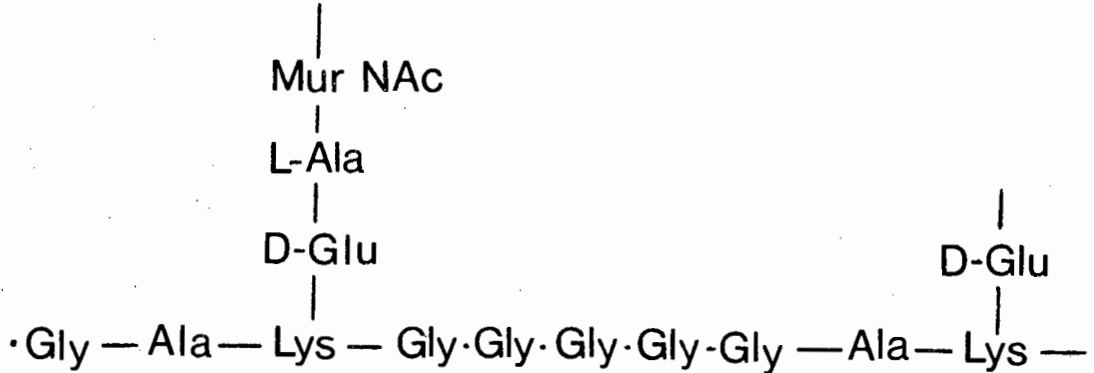 Mur NAc
L-Ala
D-Glu
D-Glu
·Gly — Ala — Lys — Gly·Gly·Gly·Gly-Gly — Ala — Lys —